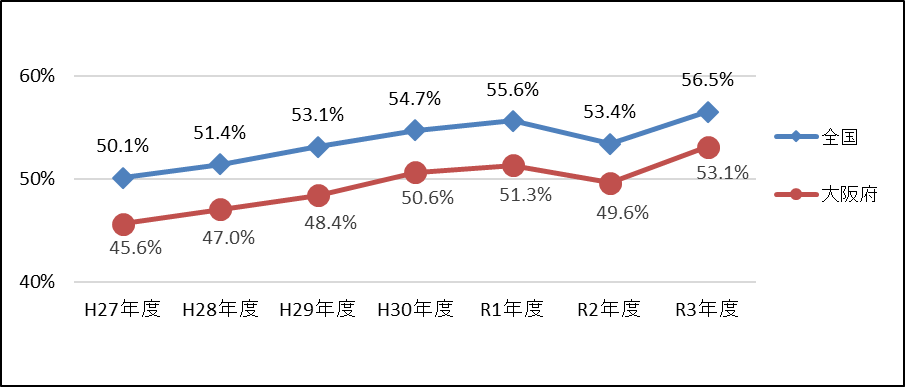 60%
50%
40%
50.1%
51.4%
53.1%
54.7%
55.6%
53.4%
56.5%
45.6%
47.0%
48.4%
50.6%
51.3%
49.6%
53.1%
H27年度
H28年度
H29年度
H30年度
R1年度
R2年度
R3年度
全国
大阪府